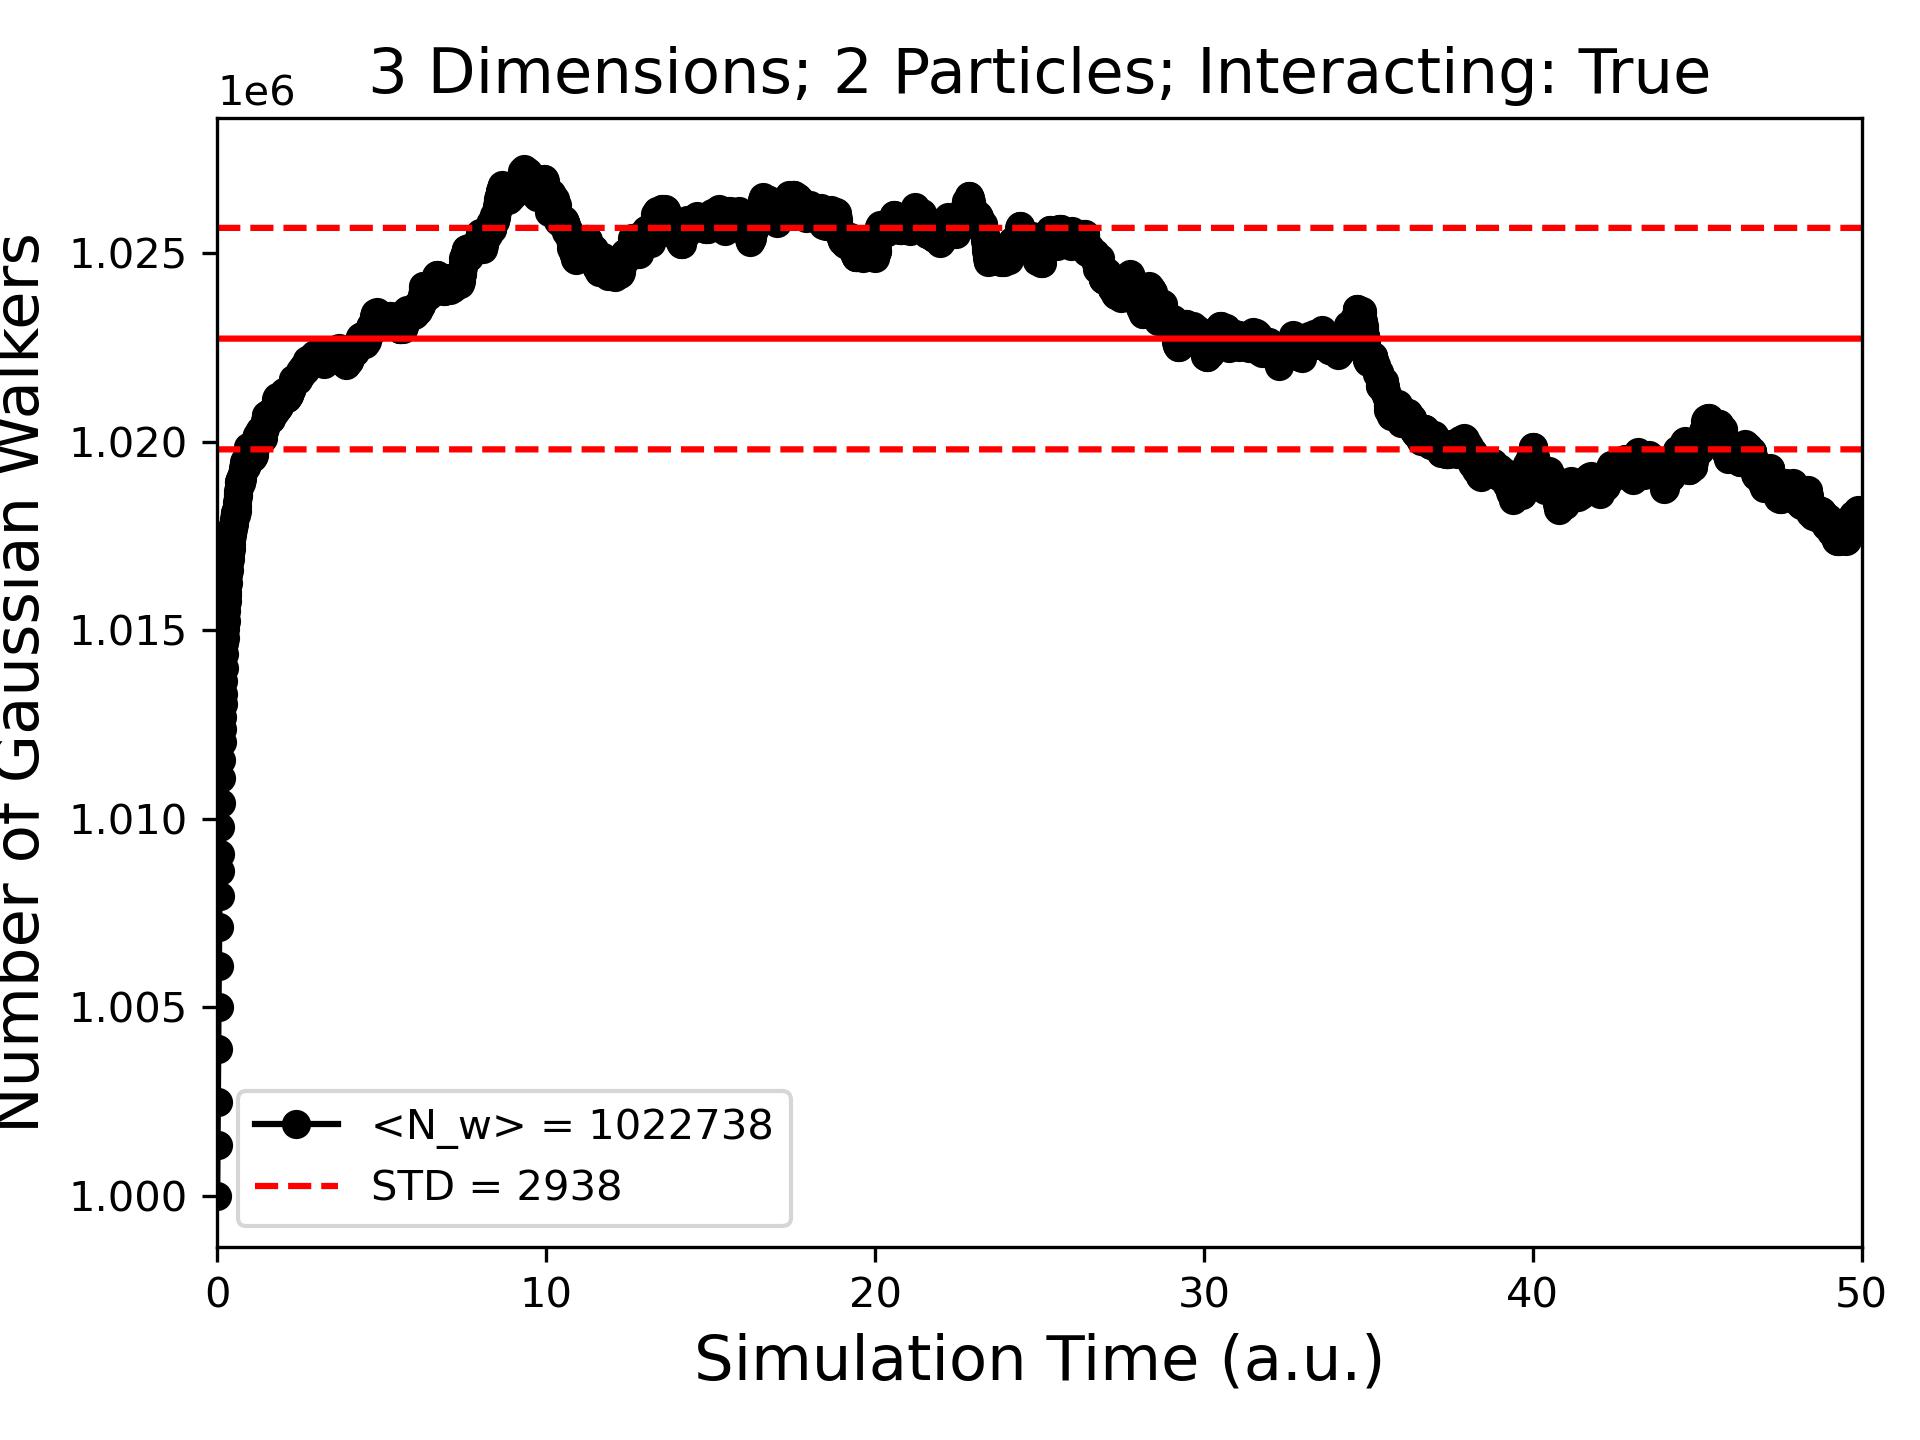 3 Dimensions; 2 Particles; Interacting: True
1e6
Number of Gaussian Walkers
1.025
1.020
1.015
1.010
1.005
1.000
<N_w> = 1022738
STD = 2938
0 10 20 30 40 50
Simulation Time (a.u.)